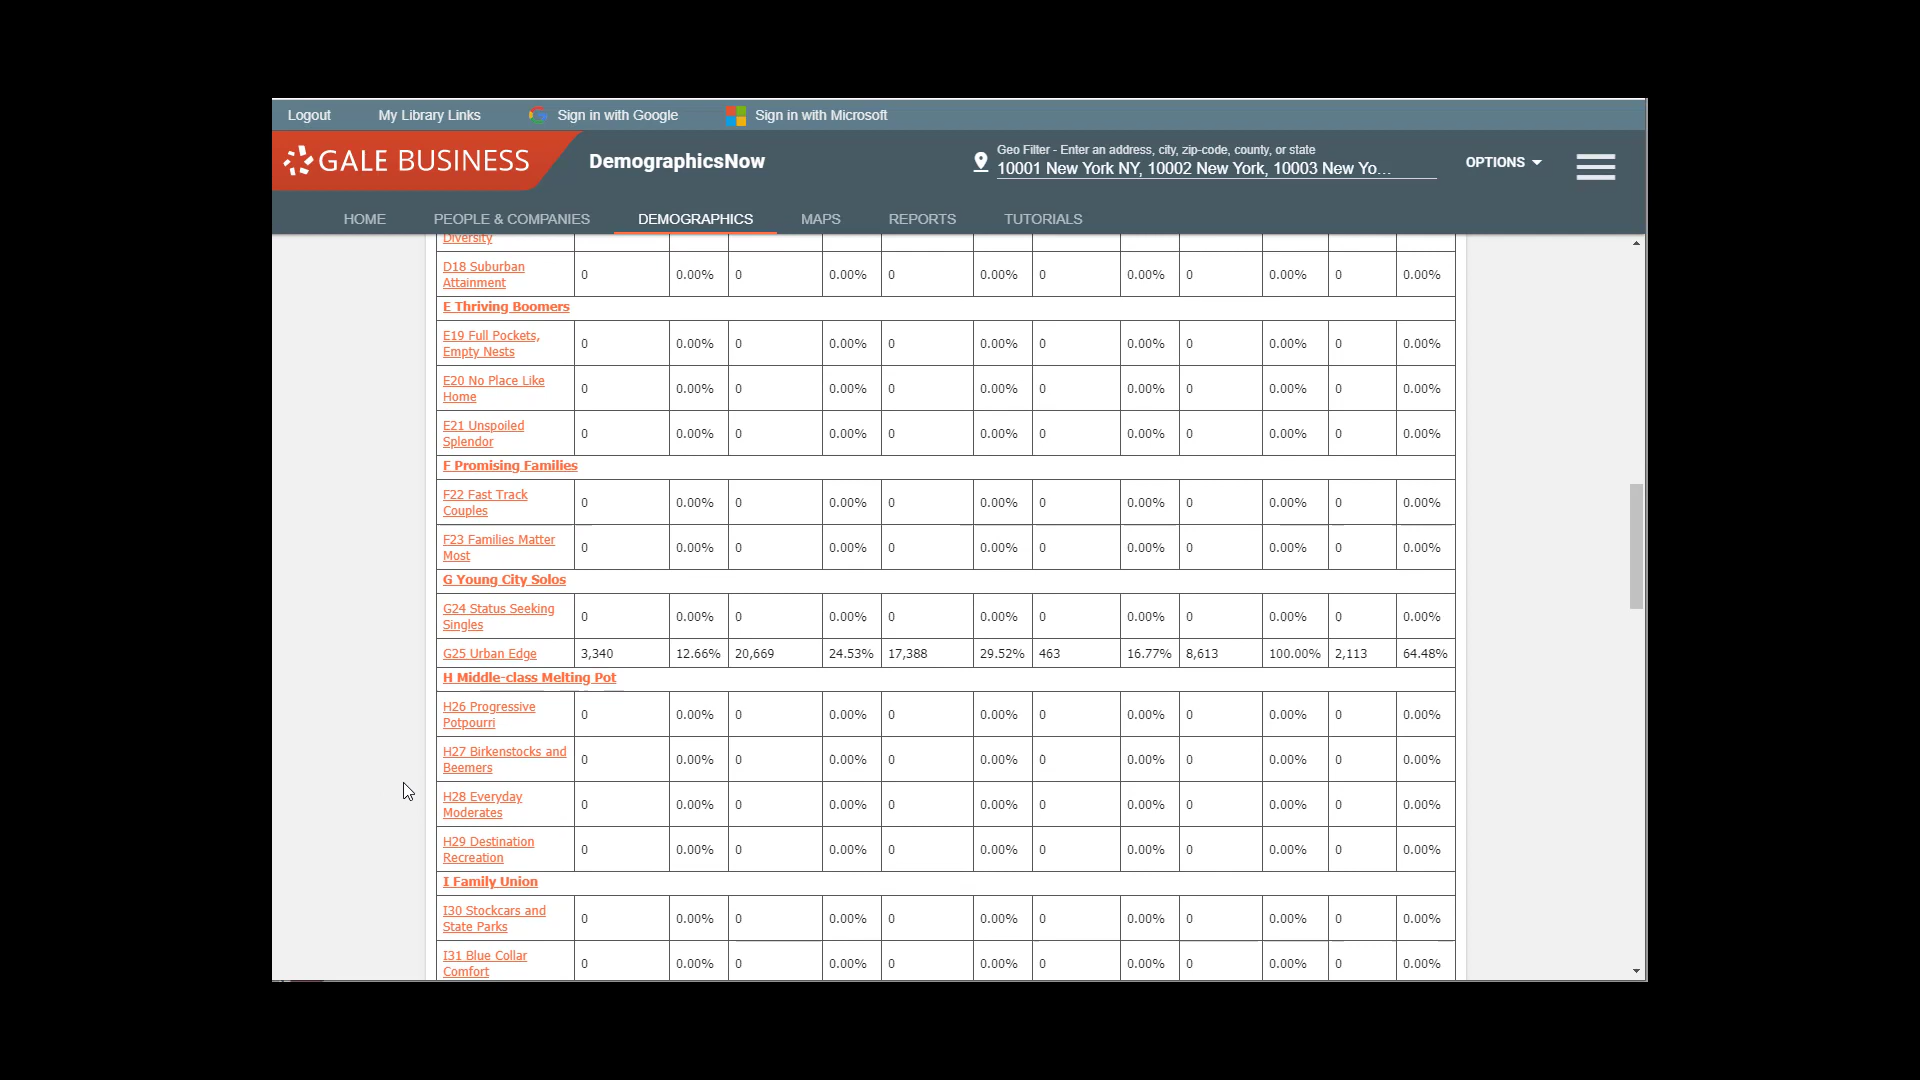 Logout My Library Links Sign in with Google Sign in with Microsoft
GALE BUSINESS DemographicsNow
Geo Filter - Enter an address, city, zip-code, county, or state
10001 New York NY, 10002 New York, 10003 New Yo...
OPTIONS
HOME PEOPLE & COMPANIES DEMOGRAPHICS MAPS REPORTS TUTORIALS
Diversity
D18 Suburban
Attainment
0 0.00% 0 0.00% 0 0.00% 0 0.00% 0 0.00% 0 0.00%
E Thriving Boomers
E19 Full Pockets,
Empty Nests
0 0.00% 0 0.00% 0 0.00% 0 0.00% 0 0.00% 0 0.00%
E20 No Place Like
Home
0 0.00% 0 0.00% 0 0.00% 0 0.00% 0 0.00% 0 0.00%
E21 Unspoiled
Splendor
0 0.00% 0 0.00% 0 0.00% 0 0.00% 0 0.00% 0 0.00%
F Promising Families
F22 Fast Track
Couples
0 0.00% 0 0.00% 0 0.00% 0 0.00% 0 0.00% 0 0.00%
F23 Families Matter
Most
0 0.00% 0 0.00% 0 0.00% 0 0.00% 0 0.00% 0 0.00%
G Young City Solos
G24 Status Seeking
Singles
0 0.00% 0 0.00% 0 0.00% 0 0.00% 0 0.00% 0 0.00%
G25 Urban Edge 3,340 12.66% 20,669 24.53% 17,388 29.52% 463 16.77% 8,613 100.00% 2,113 64.48%
H Middle-class Melting Pot
H26 Progressive
Potpourri
0 0.00% 0 0.00% 0 0.00% 0 0.00% 0 0.00% 0 0.00%
H27 Birkenstocks and
Beemers
0 0.00% 0 0.00% 0 0.00% 0 0.00% 0 0.00% 0 0.00%
H28 Everyday
Moderates
0 0.00% 0 0.00% 0 0.00% 0 0.00% 0 0.00% 0 0.00%
H29 Destination
Recreation
0 0.00% 0 0.00% 0 0.00% 0 0.00% 0 0.00% 0 0.00%
I Family Union
I30 Stockcars and
State Parks
0 0.00% 0 0.00% 0 0.00% 0 0.00% 0 0.00% 0 0.00%
I31 Blue Collar
Comfort
0 0.00% 0 0.00% 0 0.00% 0 0.00% 0 0.00% 0 0.00%